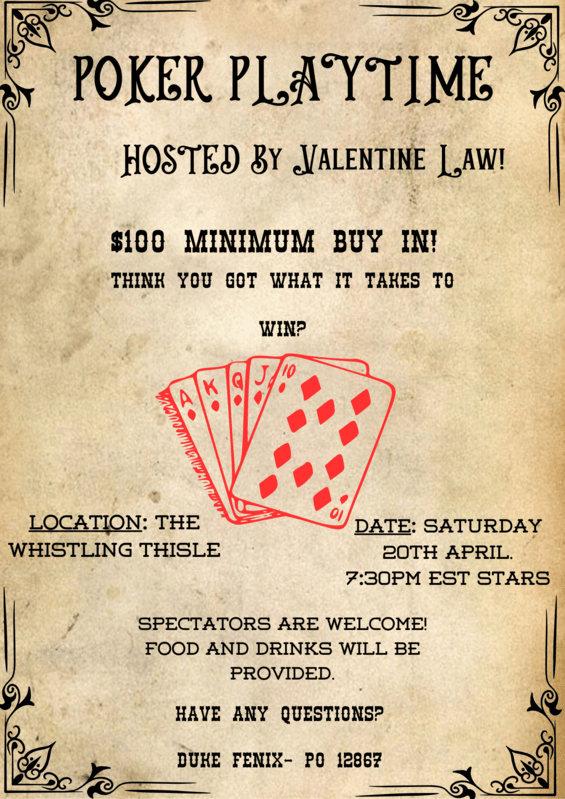 POKER PLAYTIME
HOSTED BY VALENTINE LAW!
$100 MINIMUM BUY IN!
THINK YOU GOT WHAT IT TAKES TO
WIN?
A K Q J 10
10
LOCATION: THE
WHISTLING THISLE
DATE: SATURDAY
20TH APRIL.
7:30PM EST STARS
SPECTATORS ARE WELCOME!
FOOD AND DRINKS WILL BE
PROVIDED.
HAVE ANY QUESTIONS?
DUKE FENIX- PO 12867